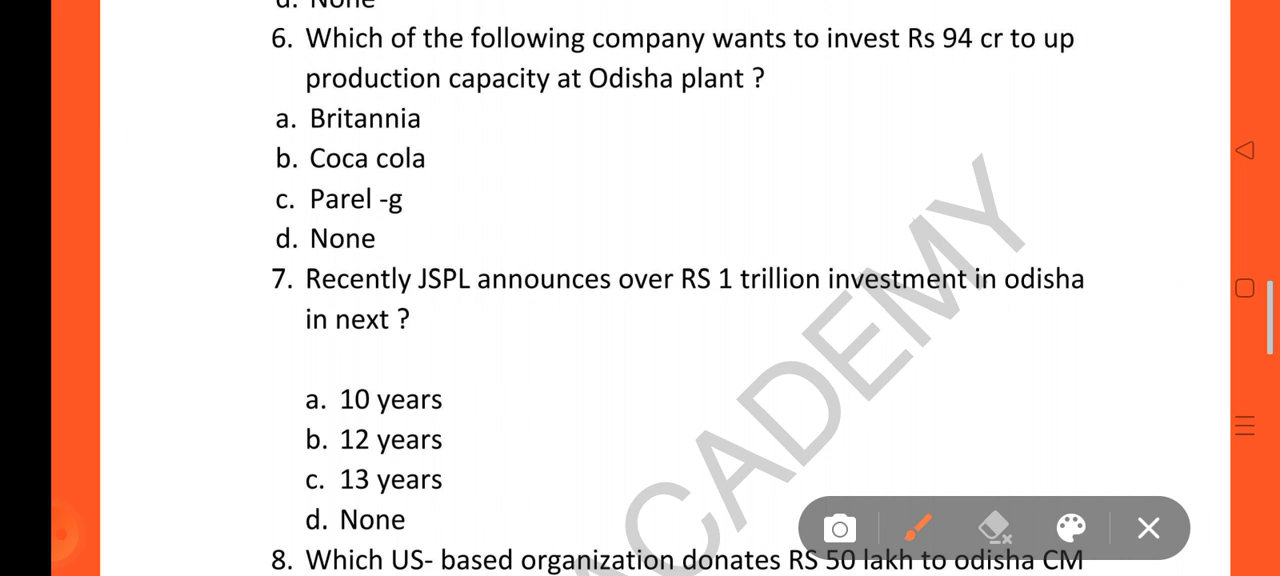 d. None
6. Which of the following company wants to invest Rs 94 cr to up
production capacity at Odisha plant ?
a. Britannia
b. Coca cola
c. Parel -g
d. None
7. Recently JSPL announces over RS 1 trillion investment in odisha
in next ?
a. 10 years
b. 12 years
c. 13 years
d. None
8. Which US- based organization donates RS 50 lakh to odisha CM
CADEMY